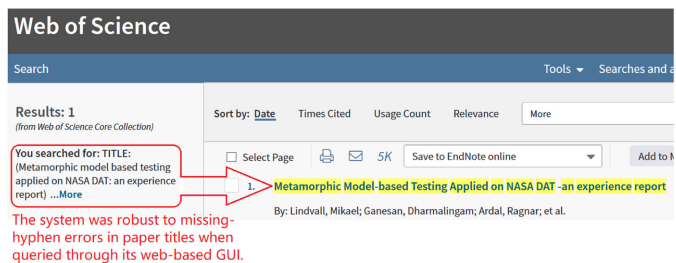 Web of Science
Search
Tools
Searches and a
Results: 1
(from Web of Science Core Collection)
Sort by: Date
Times Cited
Usage Count
Relevance
More
You searched for: TITLE:
(Metamorphic model based testing
applied on NASA DAT: an experience
report) ...More
Select Page
5K
Save to EndNote online
Add to M
1.
Metamorphic Model-based Testing Applied on NASA DAT -an experience report
By: Lindvall, Mikael; Ganesan, Dharmalingam; Ardal, Ragnar; et al.
The system was robust to missing-
hyphen errors in paper titles when
queried through its web-based GUI.